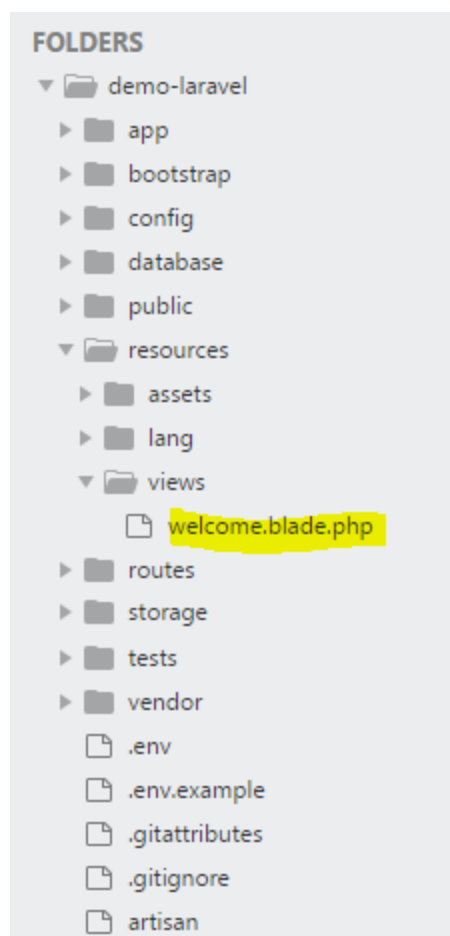 FOLDERS
demo-laravel
app
bootstrap
config
database
public
resources
assets
lang
views
welcome.blade.php
routes
storage
tests
vendor
.env
.env.example
.gitattributes
.gitignore
artisan